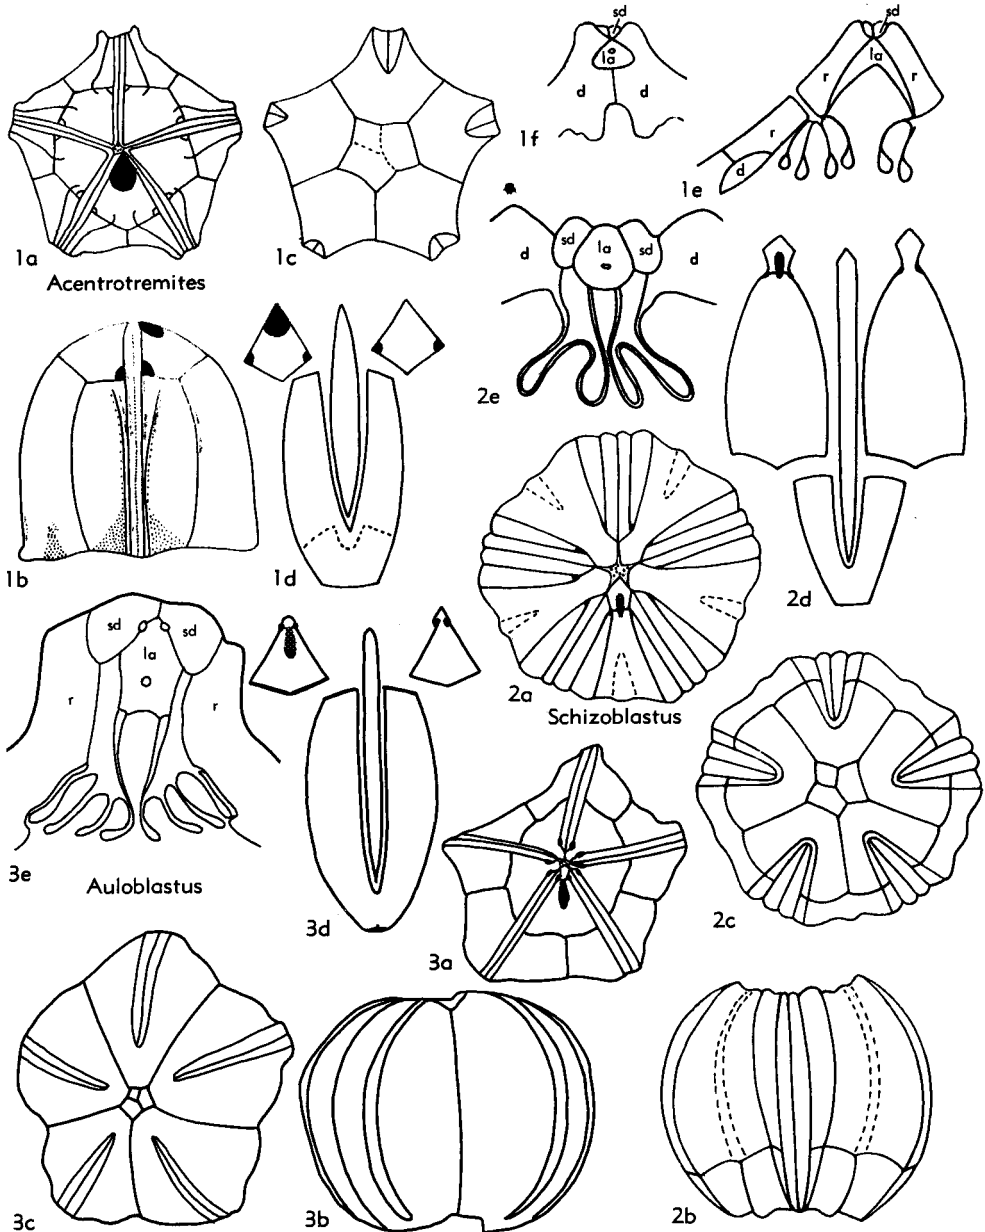 sd
la
d d
1f
sd
la
r r
r
d
1e
1a
Acentrotremites
1c
sd la sd
d d
2e
1b
1d
2d
2a
Schizoblastus
sd sd
la
r r
3e
Auloblastus
3d
3a
2c
3c
3b
2b